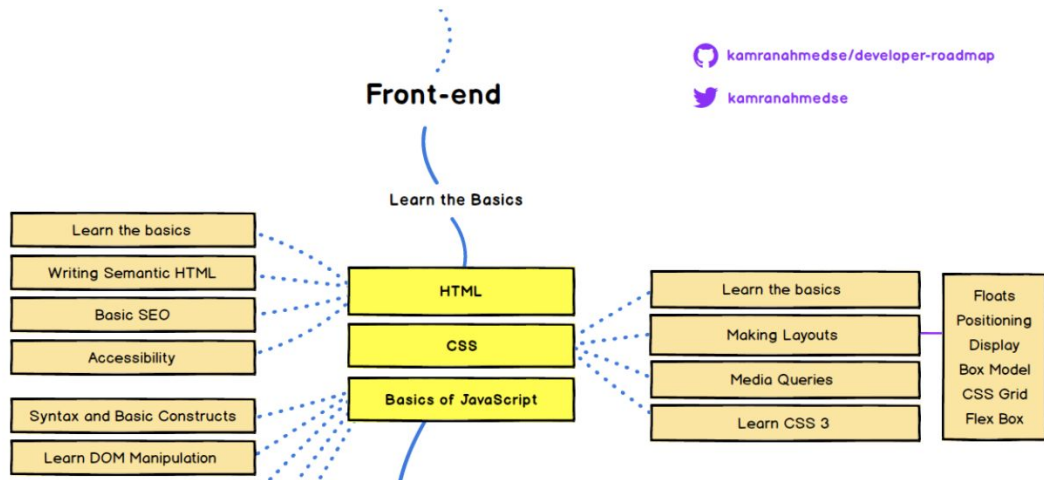 kamranahmedse/developer-roadmap
Front-end
kamranahmedse
Learn the Basics
Learn the basics
Writing Semantic HTML
Basic SEO
Accessibility
HTML
CSS
Basics of JavaScript
Syntax and Basic Constructs
Learn DOM Manipulation
Learn the basics
Making Layouts
Media Queries
Learn CSS 3
Floats
Positioning
Display
Box Model
CSS Grid
Flex Box